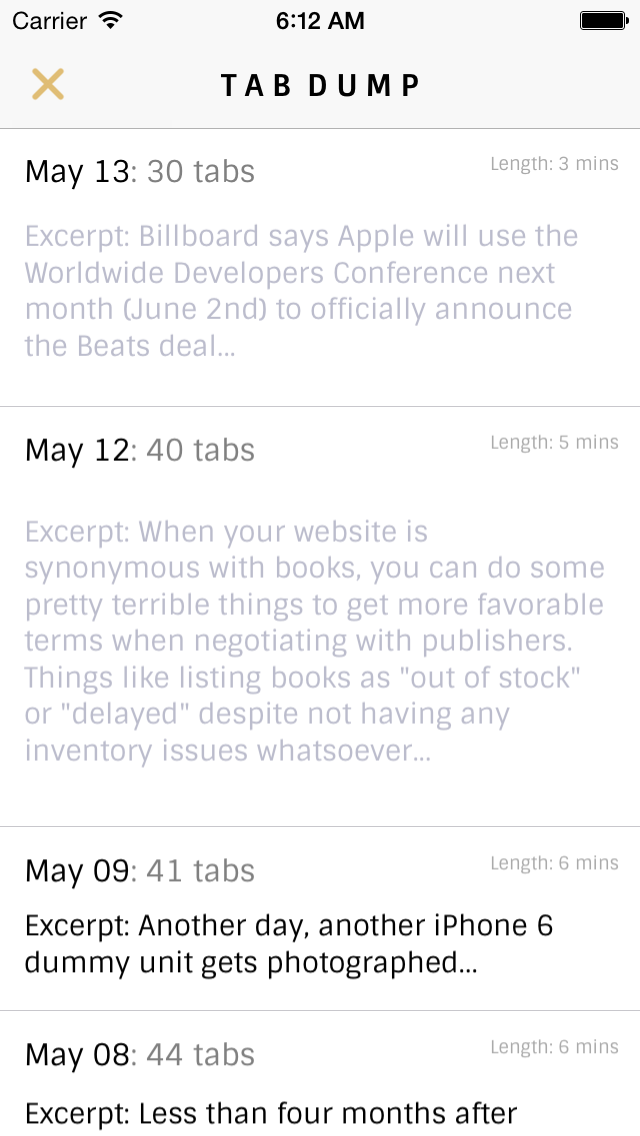 Carrier 6:12 AM
TAB DUMP
May 13: 30 tabs Length: 3 mins
Excerpt: Billboard says Apple will use the
Worldwide Developers Conference next
month (June 2nd) to officially announce
the Beats deal...
May 12: 40 tabs Length: 5 mins
Excerpt: When your website is
synonymous with books, you can do some
pretty terrible things to get more favorable
terms when negotiating with publishers.
Things like listing books as "out of stock"
or "delayed" despite not having any
inventory issues whatsoever...
May 09: 41 tabs Length: 6 mins
Excerpt: Another day, another iPhone 6
dummy unit gets photographed...
May 08: 44 tabs Length: 6 mins
Excerpt: Less than four months after